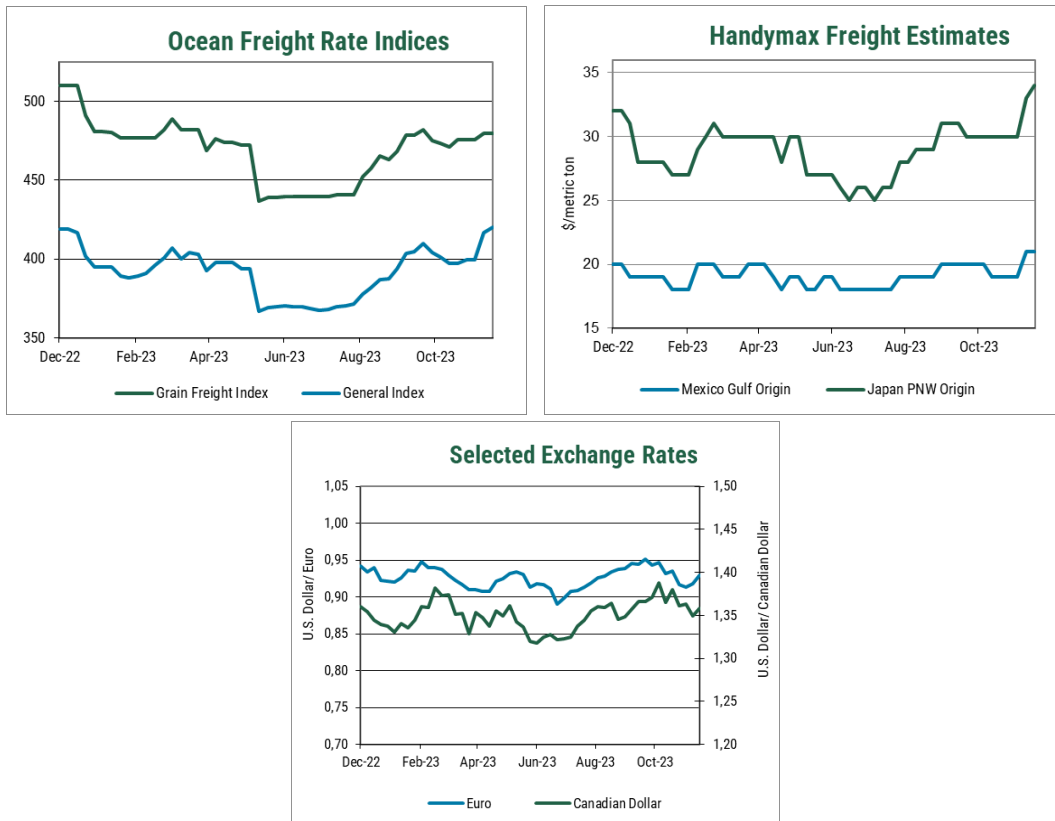 Ocean Freight Rate Indices
500
450
400
350
Dec-22 Feb-23 Apr-23 Jun-23 Aug-23 Oct-23
Grain Freight Index General Index
Handymax Freight Estimates
$/metric ton
35
30
25
20
15
Dec-22 Feb-23 Apr-23 Jun-23 Aug-23 Oct-23
Mexico Gulf Origin Japan PNW Origin
Selected Exchange Rates
U.S. Dollar/ Euro
1,05
1,00
0,95
0,90
0,85
0,80
0,75
0,70
1,50
1,45
1,40
1,35
1,30
1,25
1,20
U.S. Dollar/ Canadian Dollar
Dec-22 Feb-23 Apr-23 Jun-23 Aug-23 Oct-23
Euro Canadian Dollar